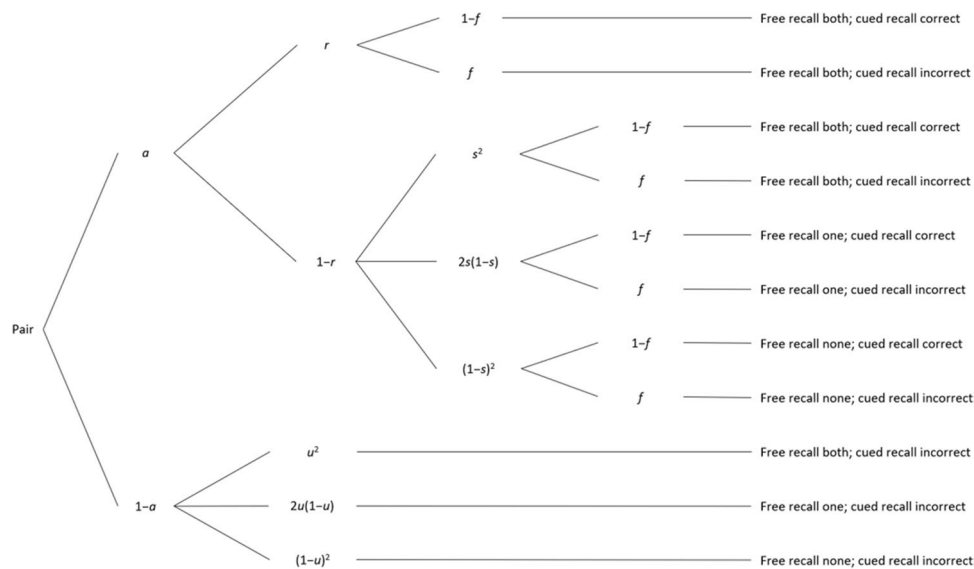 1−f Free recall both; cued recall correct
r
f Free recall both; cued recall incorrect
1−f Free recall both; cued recall correct
a s²
f Free recall both; cued recall incorrect
1−f Free recall one; cued recall correct
1−r 2s(1−s)
f Free recall one; cued recall incorrect
Pair
1−f Free recall none; cued recall correct
(1−s)²
f Free recall none; cued recall incorrect
u² Free recall both; cued recall incorrect
1−a 2u(1−u) Free recall one; cued recall incorrect
(1−u)² Free recall none; cued recall incorrect